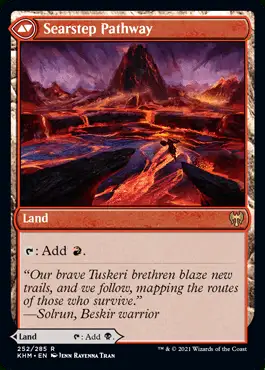 Searstep Pathway
Land
: Add .
“Our brave Tuskeri brethren blaze new
trails, and we follow, mapping the routes
of those who survive.”
—Solrun, Beskir warrior
Land : Add .
252/285 R
KHM • EN Jenn Ravenna Tran
™ & © 2021 Wizards of the Coast